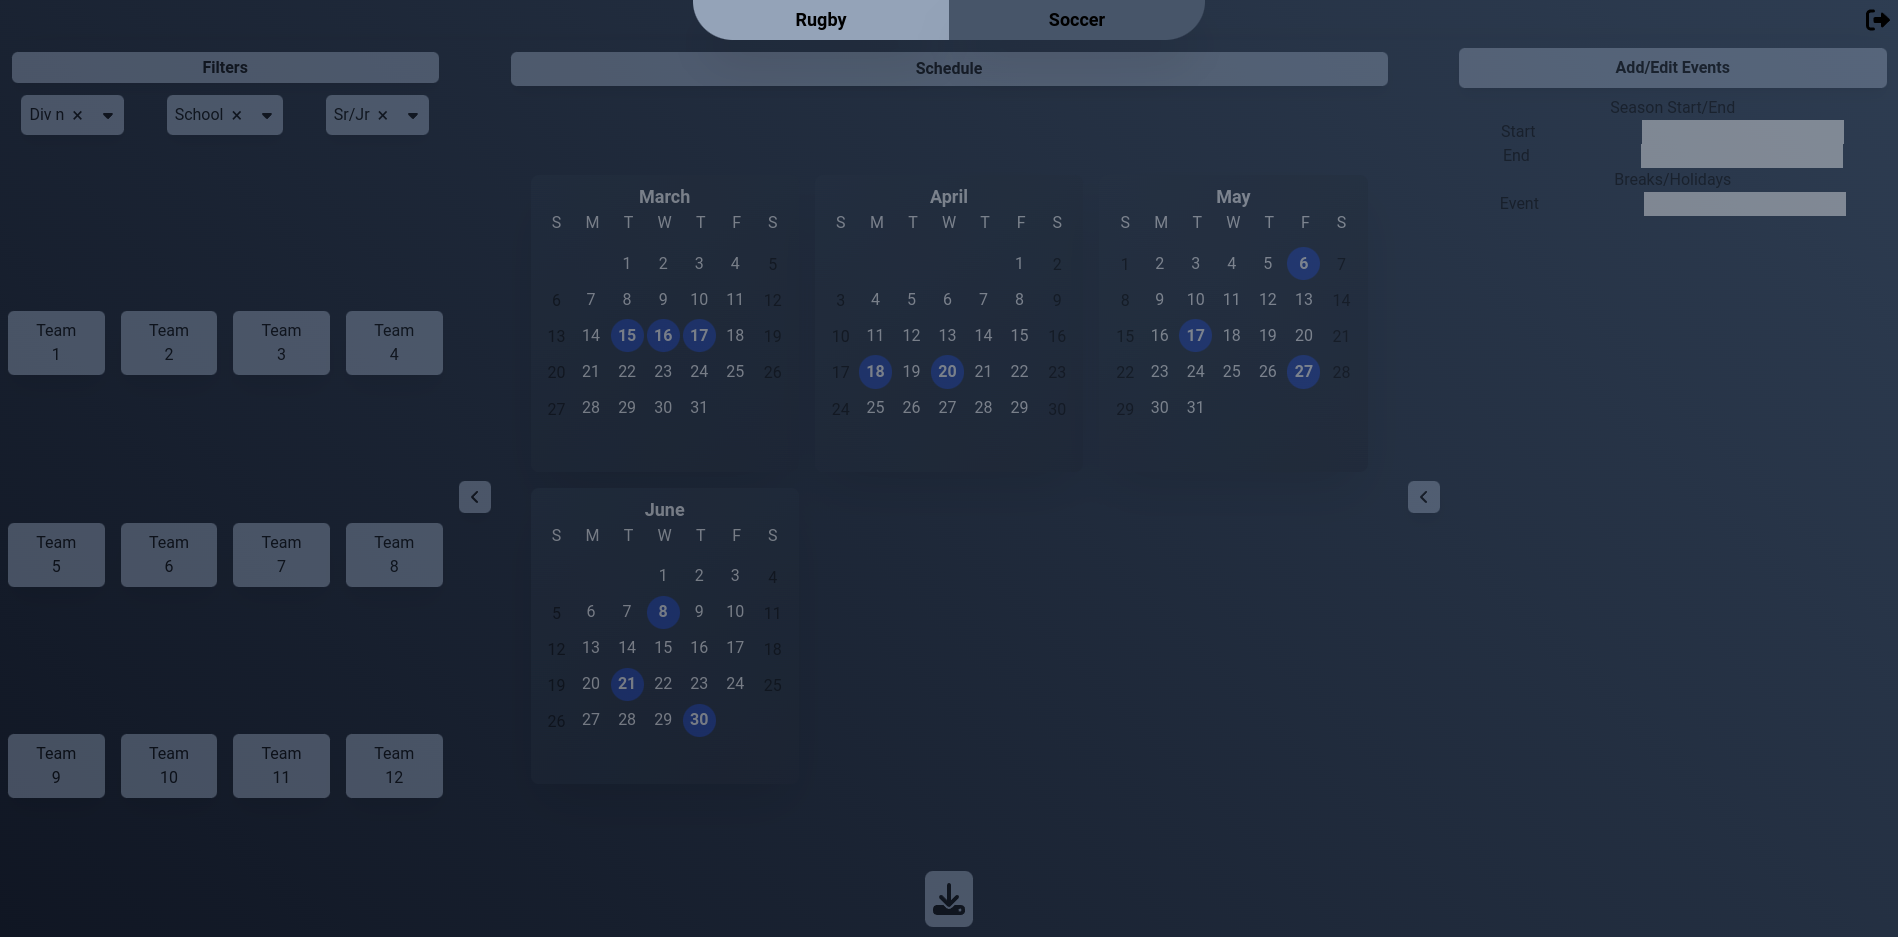 Rugby Soccer
Filters
Div n × School × Sr/Jr ×
Team 1
Team 2
Team 3
Team 4
Team 5
Team 6
Team 7
Team 8
Team 9
Team 10
Team 11
Team 12
Schedule
March
S M T W T F S
1 2 3 4 5
6 7 8 9 10 11 12
13 14 15 16 17 18 19
20 21 22 23 24 25 26
27 28 29 30 31
April
S M T W T F S
1 2
3 4 5 6 7 8 9
10 11 12 13 14 15 16
17 18 19 20 21 22 23
24 25 26 27 28 29 30
May
S M T W T F S
1 2 3 4 5 6 7
8 9 10 11 12 13 14
15 16 17 18 19 20 21
22 23 24 25 26 27 28
29 30 31
June
S M T W T F S
1 2 3 4
5 6 7 8 9 10 11
12 13 14 15 16 17 18
19 20 21 22 23 24 25
26 27 28 29 30
Add/Edit Events
Season Start/End
Start
End
Breaks/Holidays
Event